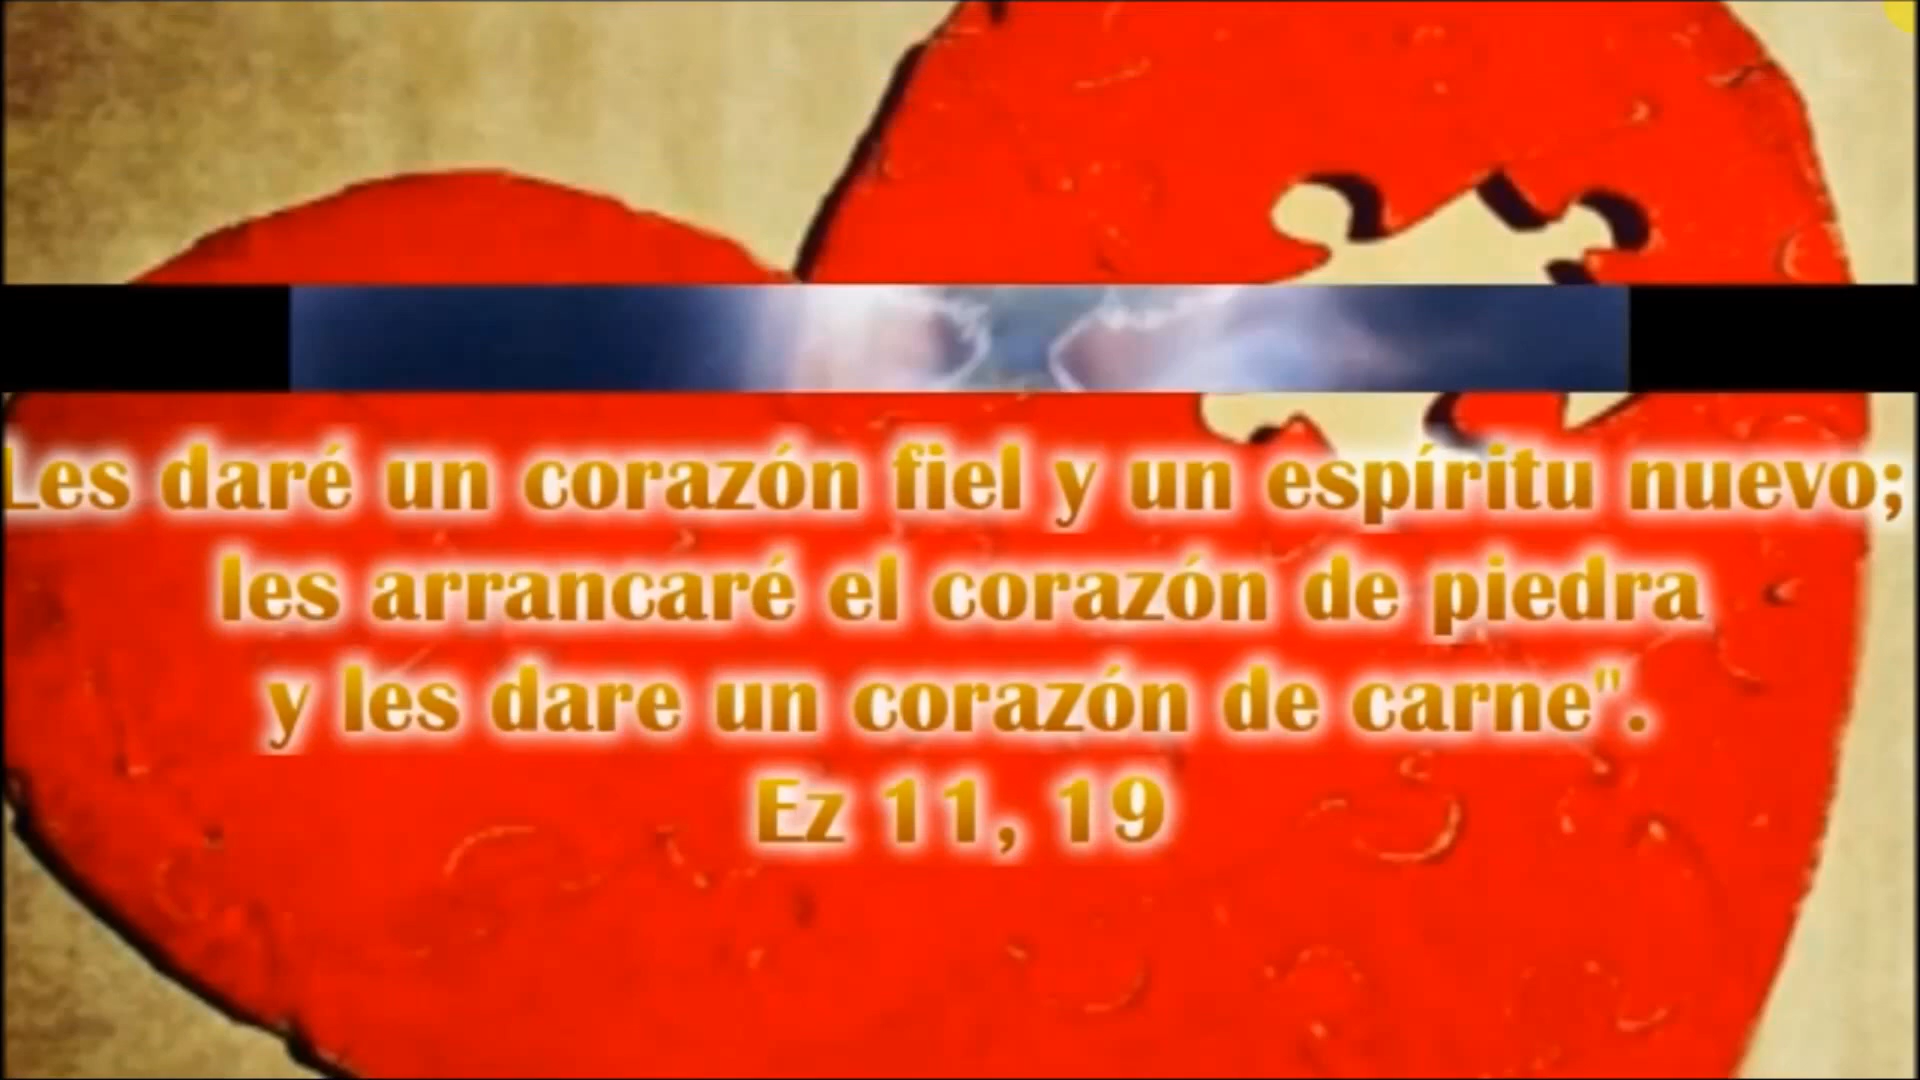 Les daré un corazón fiel y un espíritu nuevo;
les arrancaré el corazón de piedra
y les dare un corazón de carne".
Ez 11, 19